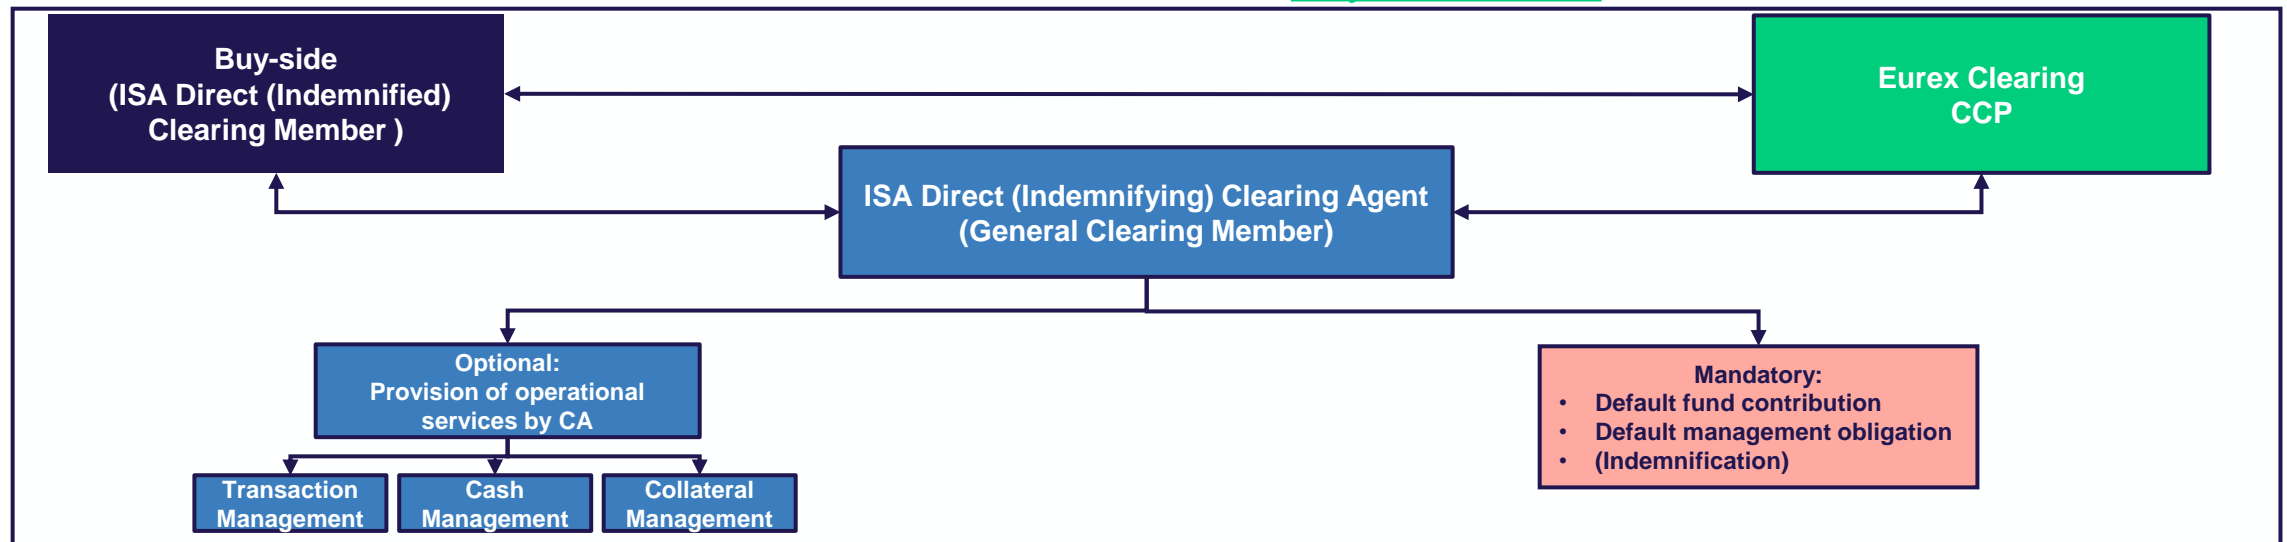 Buy-side
(ISA Direct (Indemnified)
Clearing Member )
Eurex Clearing
CCP
ISA Direct (Indemnifying) Clearing Agent
(General Clearing Member)
Optional:
Provision of operational
services by CA
Mandatory:
• Default fund contribution
• Default management obligation
• (Indemnification)
Transaction
Management
Cash
Management
Collateral
Management